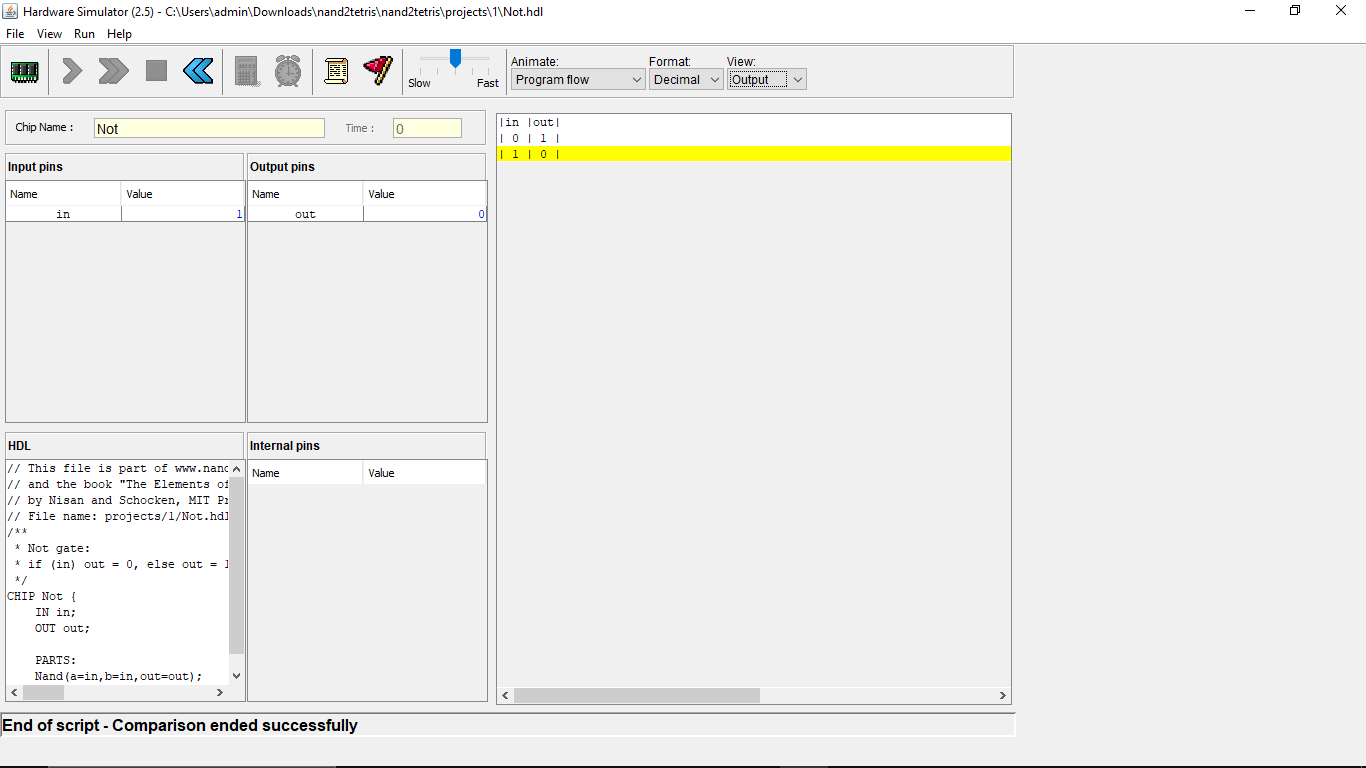 Hardware Simulator (2.5) - C:\Users\admin\Downloads\nand2tetris\nand2tetris\projects\1\Not.hdl
File View Run Help
Slow Fast
Animate: Format: View:
Program flow Decimal Output
Chip Name : Not Time : 0
Input pins
Name Value
in 1
Output pins
Name Value
out 0
HDL
// This file is part of www.nand
// and the book "The Elements of
// by Nisan and Schocken, MIT Pr
// File name: projects/1/Not.hdl
/**
* Not gate:
* if (in) out = 0, else out = 1
*/
CHIP Not {
IN in;
OUT out;
PARTS:
Nand(a=in,b=in,out=out);
Internal pins
Name Value
|in |out|
| 0 | 1 |
| 1 | 0 |
End of script - Comparison ended successfully